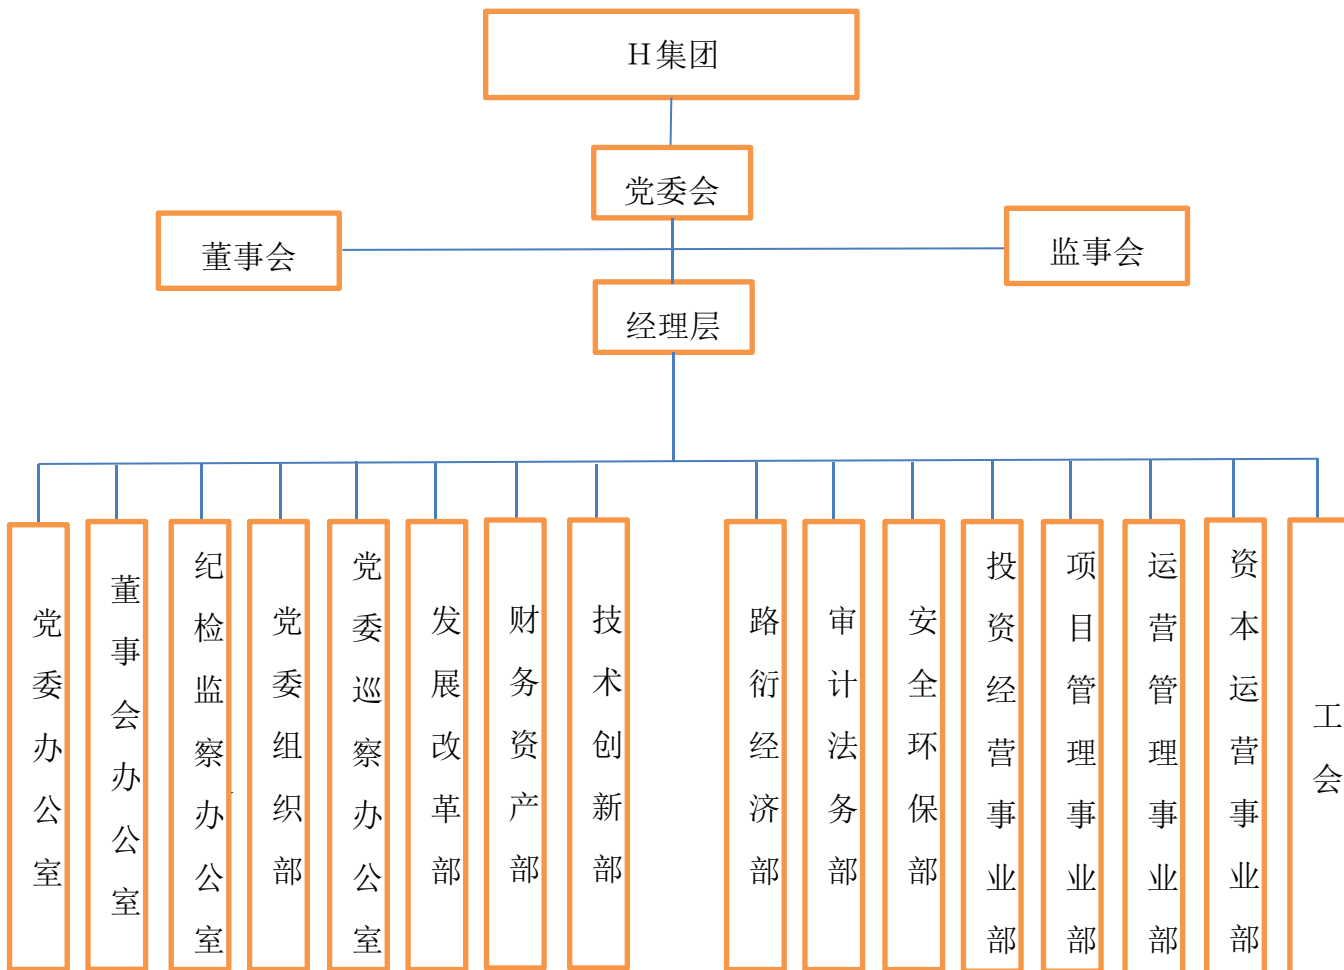 H集团
党委会
董事会
监事会
经理层
党委办公室
董事会办公室
纪检监察办公室
党委组织部
党委巡察办公室
发展改革部
财务资产部
技术创新部
路衍经济部
审计法务部
安全环保部
投资经营事业部
项目管理事业部
运营管理事业部
资本运营事业部
工会